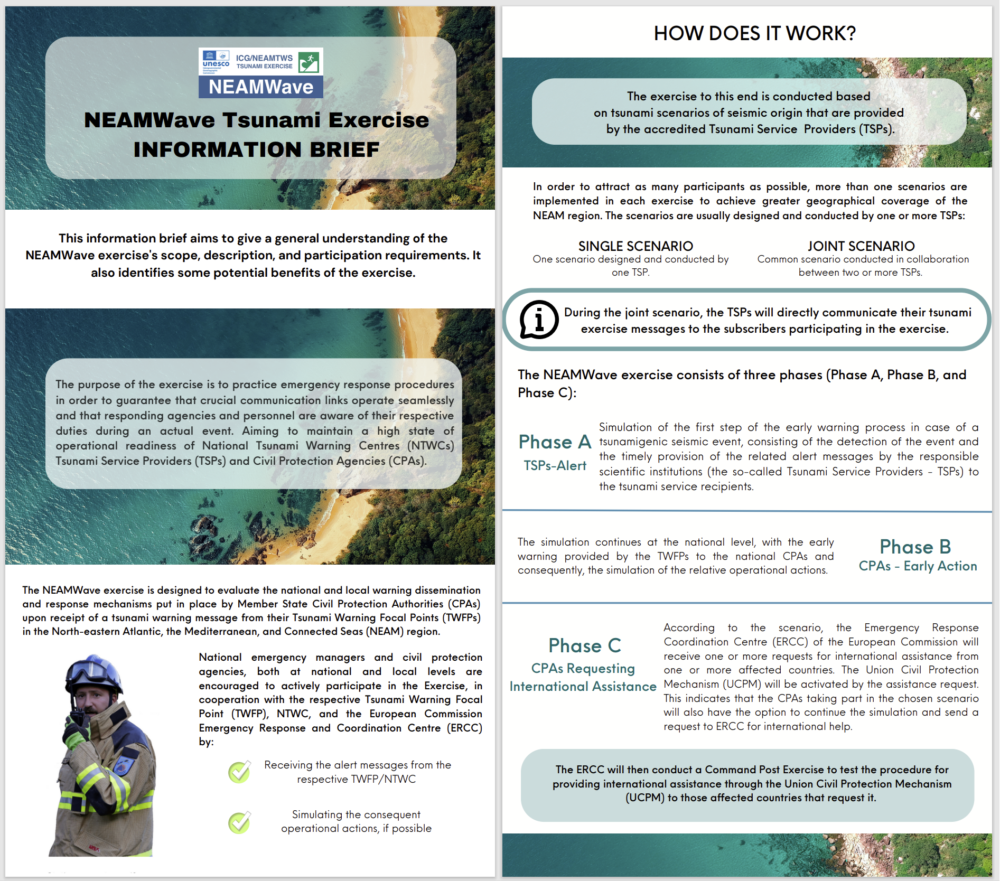 unesco
Intergovernmental
Oceanographic
Commission
ICG/NEAMTWS
TSUNAMI EXERCISE
NEAMWave
NEAMWave Tsunami Exercise
INFORMATION BRIEF
This information brief aims to give a general understanding of the
NEAMWave exercise's scope, description, and participation requirements. It
also identifies some potential benefits of the exercise.
The purpose of the exercise is to practice emergency response procedures
in order to guarantee that crucial communication links operate seamlessly
and that responding agencies and personnel are aware of their respective
duties during an actual event. Aiming to maintain a high state of
operational readiness of National Tsunami Warning Centres (NTWCs)
Tsunami Service Providers (TSPs) and Civil Protection Agencies (CPAs).
The NEAMWave exercise is designed to evaluate the national and local warning dissemination
and response mechanisms put in place by Member State Civil Protection Authorities (CPAs)
upon receipt of a tsunami warning message from their Tsunami Warning Focal Points (TWFPs)
in the North-eastern Atlantic, the Mediterranean, and Connected Seas (NEAM) region.
National emergency managers and civil protection
agencies, both at national and local levels are
encouraged to actively participate in the Exercise, in
cooperation with the respective Tsunami Warning Focal
Point (TWFP), NTWC, and the European Commission
Emergency Response and Coordination Centre (ERCC)
by:
Receiving the alert messages from the
respective TWFP/NTWC
Simulating the consequent
operational actions, if possible
HOW DOES IT WORK?
The exercise to this end is conducted based
on tsunami scenarios of seismic origin that are provided
by the accredited Tsunami Service Providers (TSPs).
In order to attract as many participants as possible, more than one scenarios are
implemented in each exercise to achieve greater geographical coverage of the
NEAM region. The scenarios are usually designed and conducted by one or more TSPs:
SINGLE SCENARIO
One scenario designed and conducted by
one TSP.
JOINT SCENARIO
Common scenario conducted in collaboration
between two or more TSPs.
During the joint scenario, the TSPs will directly communicate their tsunami
exercise messages to the subscribers participating in the exercise.
The NEAMWave exercise consists of three phases (Phase A, Phase B, and
Phase C):
Phase A
TSPs-Alert
Simulation of the first step of the early warning process in case of a
tsunamigenic seismic event, consisting of the detection of the event and
the timely provision of the related alert messages by the responsible
scientific institutions (the so-called Tsunami Service Providers - TSPs) to
the tsunami service recipients.
The simulation continues at the national level, with the early
warning provided by the TWFPs to the national CPAs and
consequently, the simulation of the relative operational actions.
Phase B
CPAs - Early Action
Phase C
CPAs Requesting
International Assistance
According to the scenario, the Emergency Response
Coordination Centre (ERCC) of the European Commission will
receive one or more requests for international assistance from
one or more affected countries. The Union Civil Protection
Mechanism (UCPM) will be activated by the assistance request.
This indicates that the CPAs taking part in the chosen scenario
will also have the option to continue the simulation and send a
request to ERCC for international help.
The ERCC will then conduct a Command Post Exercise to test the procedure for
providing international assistance through the Union Civil Protection Mechanism
(UCPM) to those affected countries that request it.